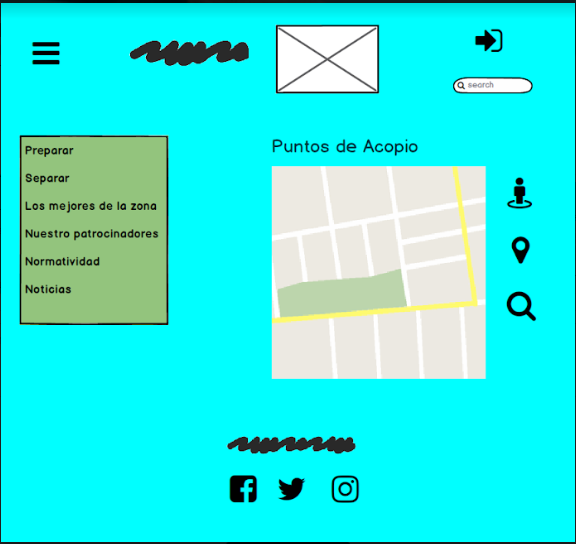 search
Puntos de Acopio
Preparar
Separar
Los mejores de la zona
Nuestro patrocinadores
Normatividad
Noticias